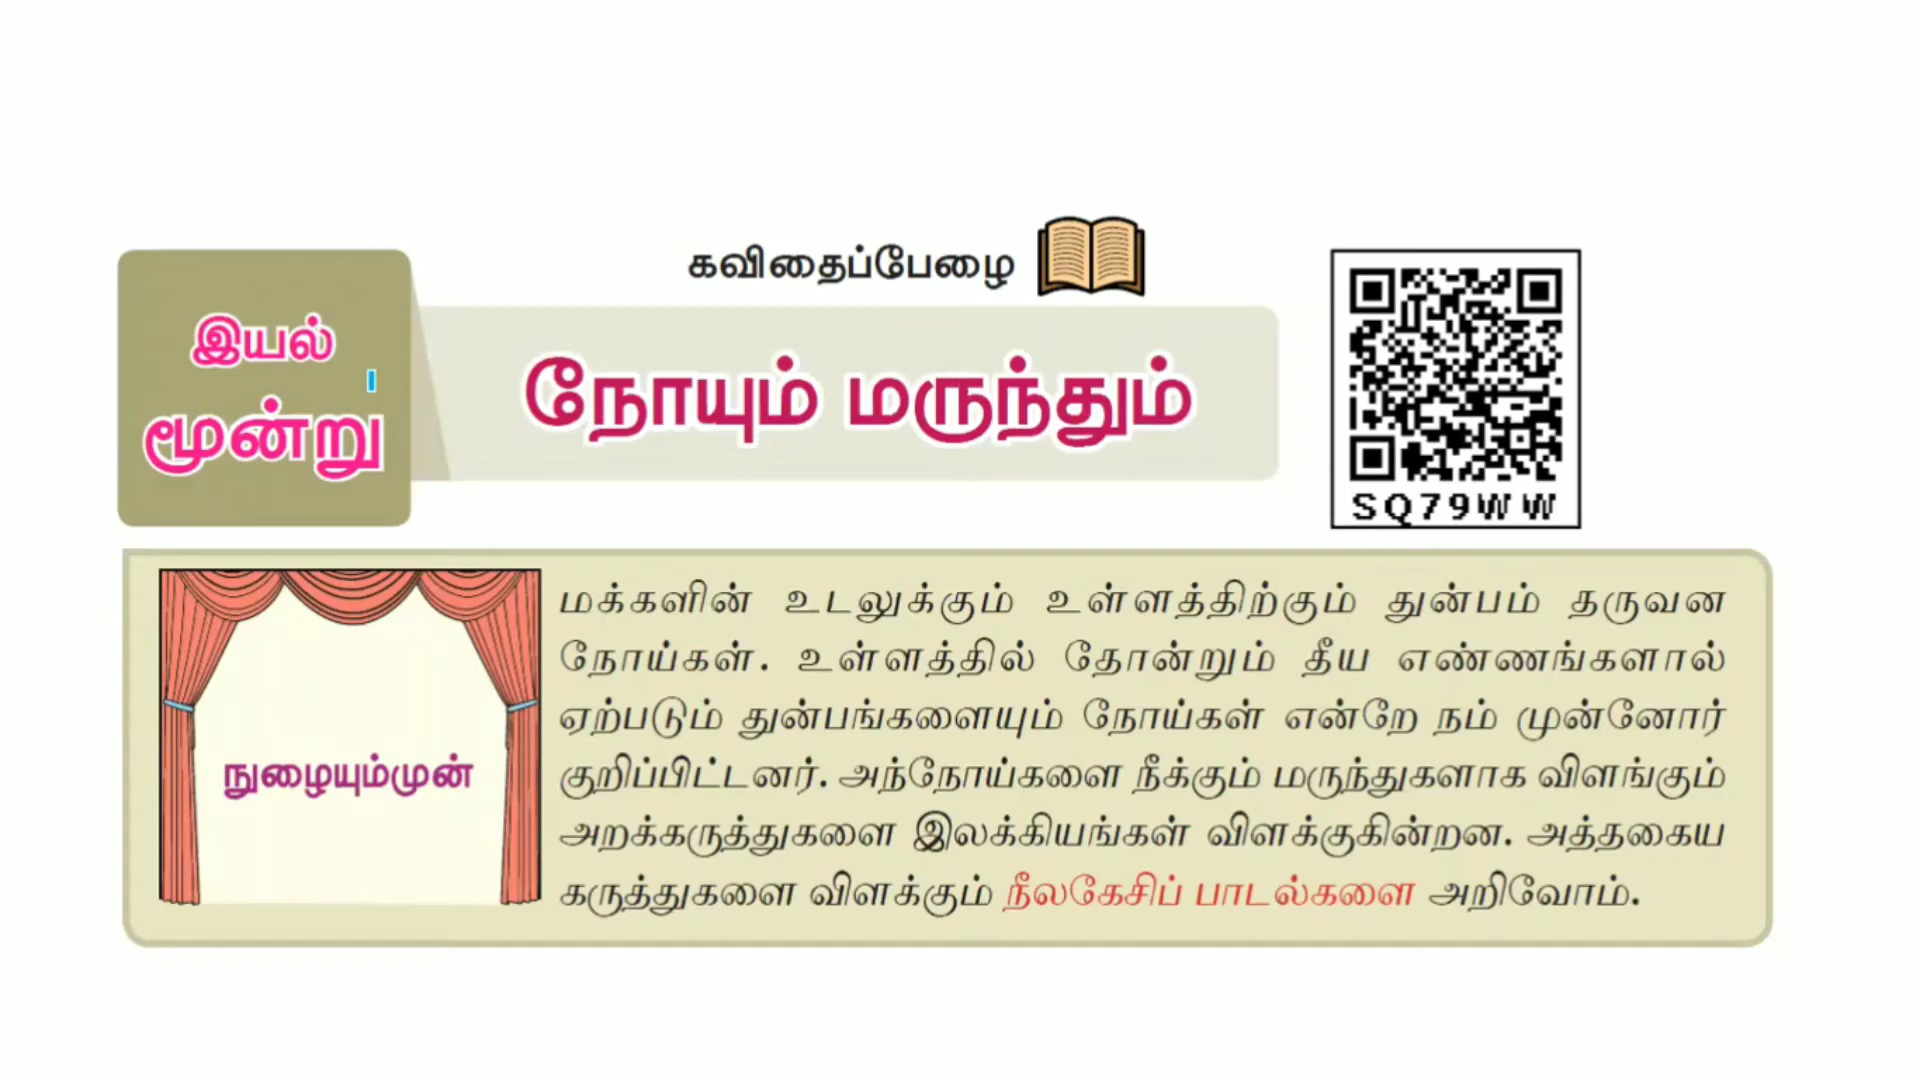 கவிதைப்பேழை
இயல்
மூன்று
நோயும் மருந்தும்
SQ79WW
நுழையும்முன்
மக்களின் உடலுக்கும் உள்ளத்திற்கும் துன்பம் தருவன
நோய்கள். உள்ளத்தில் தோன்றும் தீய எண்ணங்களால்
ஏற்படும் துன்பங்களையும் நோய்கள் என்றே நம் முன்னோர்
குறிப்பிட்டனர். அந்நோய்களை நீக்கும் மருந்துகளாக விளங்கும்
அறக்கருத்துகளை இலக்கியங்கள் விளக்குகின்றன. அத்தகைய
கருத்துகளை விளக்கும் நீலகேசிப் பாடல்களை அறிவோம்.